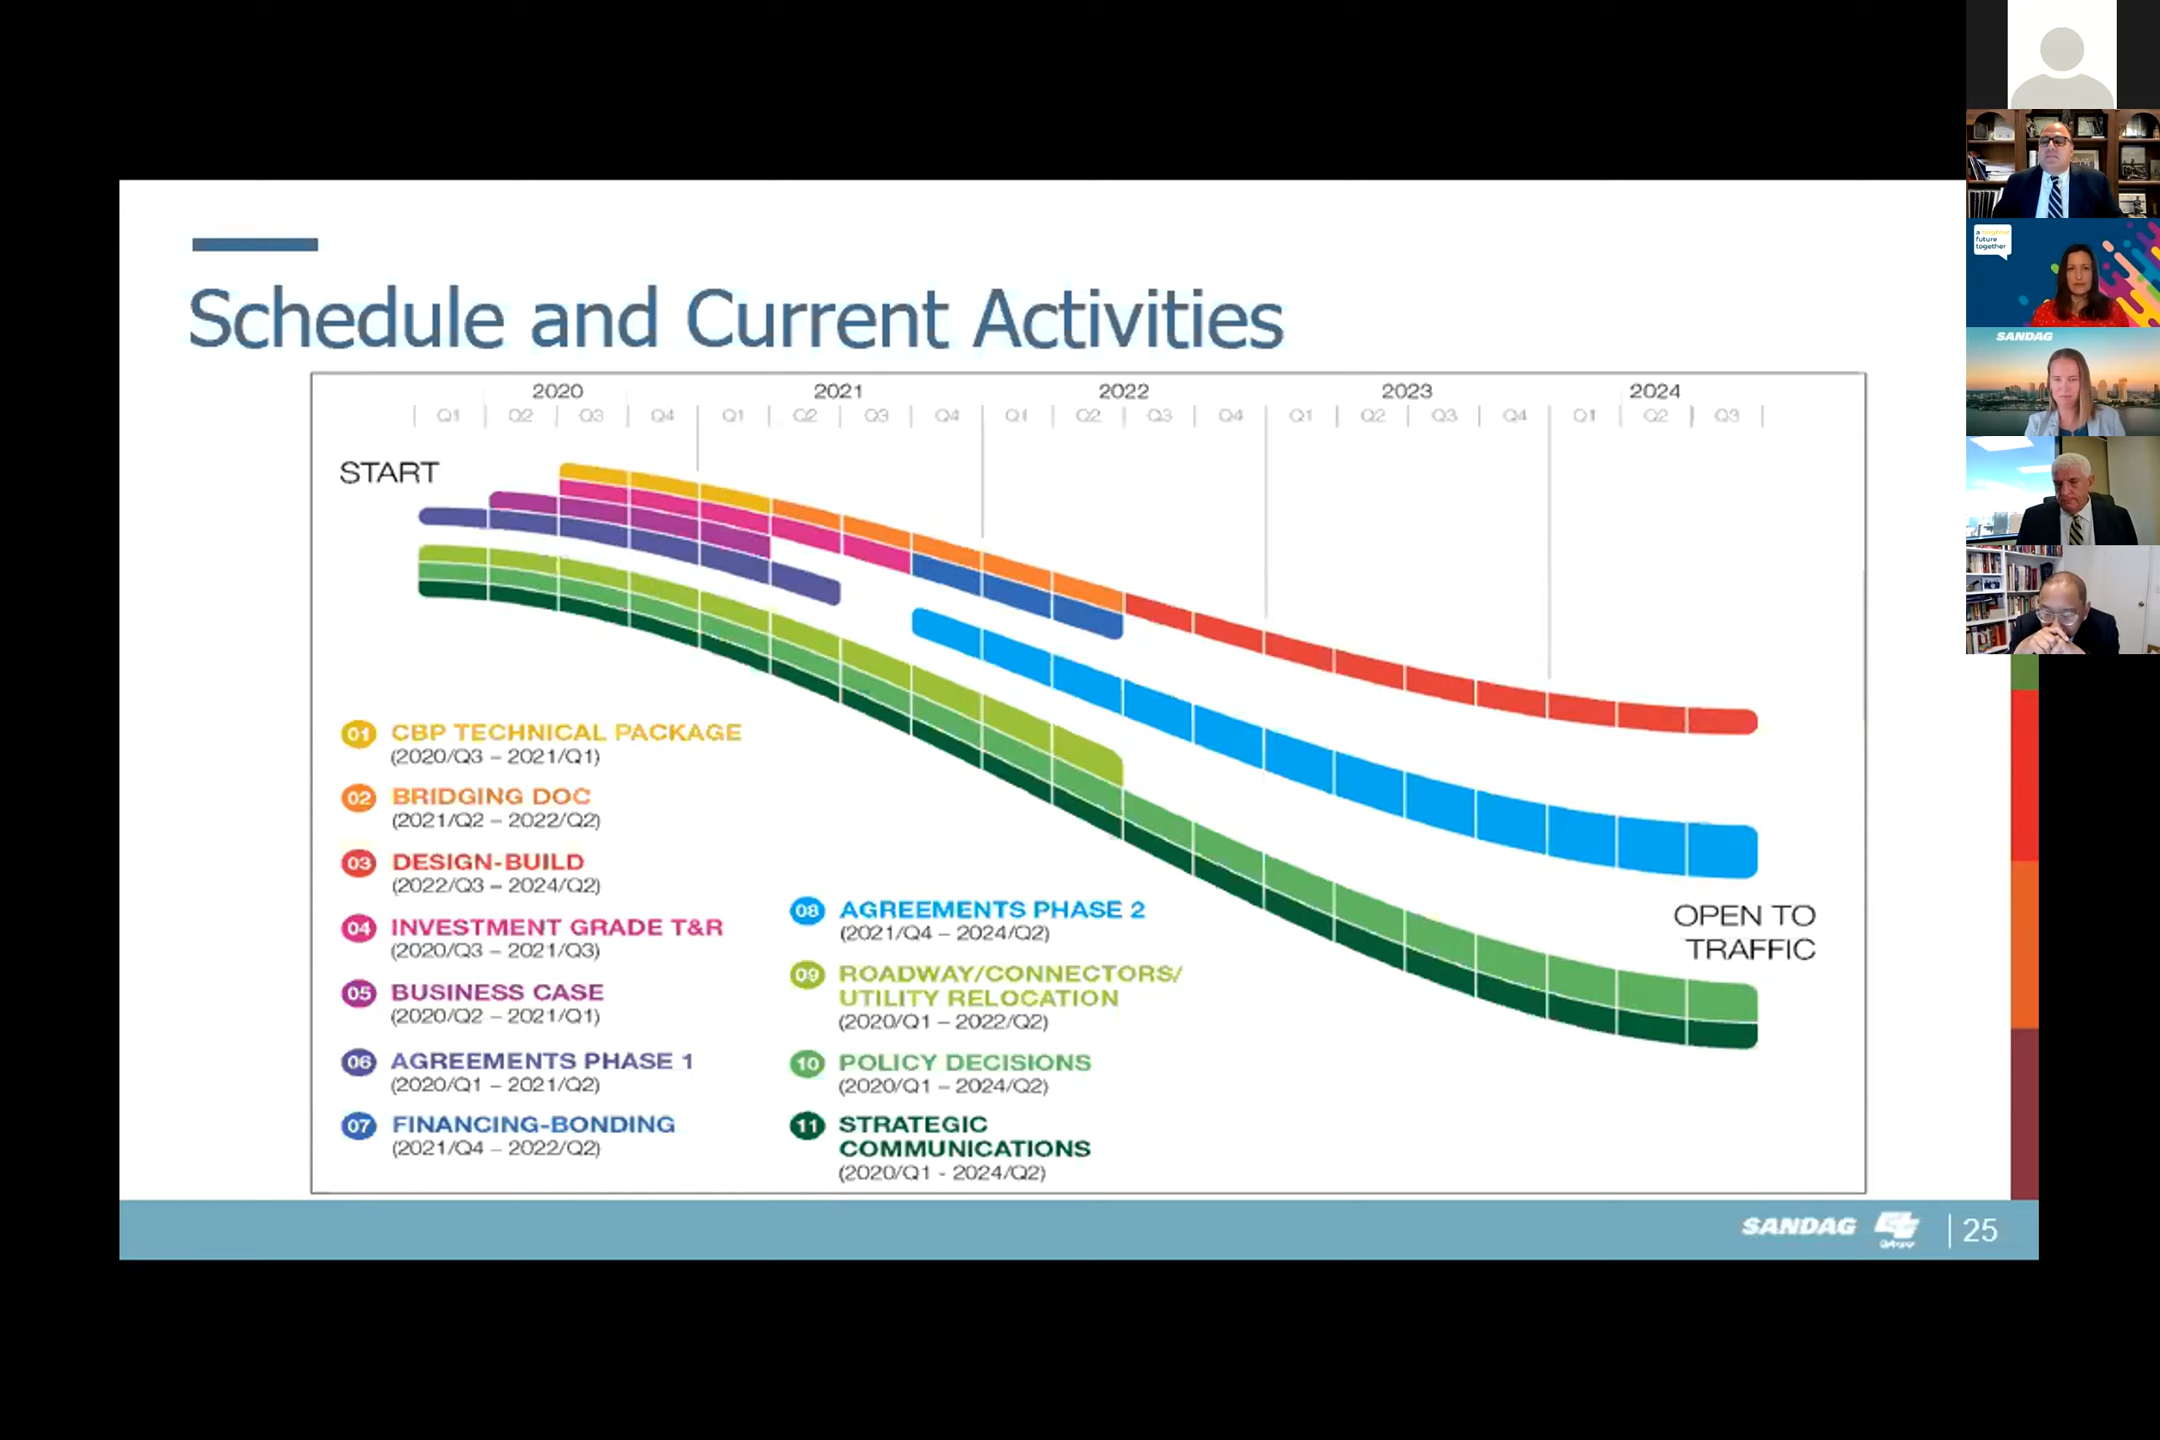 Schedule and Current Activities
2020 2021 2022 2023 2024
Q1 Q2 Q3 Q4 Q1 Q2 Q3 Q4 Q1 Q2 Q3 Q4 Q1 Q2 Q3 Q4 Q1 Q2 Q3
START
01 CBP TECHNICAL PACKAGE
(2020/Q3 – 2021/Q1)
02 BRIDGING DOC
(2021/Q2 – 2022/Q2)
03 DESIGN-BUILD
(2022/Q3 – 2024/Q2)
04 INVESTMENT GRADE T&R
(2020/Q3 – 2021/Q3)
05 BUSINESS CASE
(2020/Q2 – 2021/Q1)
06 AGREEMENTS PHASE 1
(2020/Q1 – 2021/Q2)
07 FINANCING-BONDING
(2021/Q4 – 2022/Q2)
08 AGREEMENTS PHASE 2
(2021/Q4 – 2024/Q2)
09 ROADWAY/CONNECTORS/
UTILITY RELOCATION
(2020/Q1 – 2022/Q2)
10 POLICY DECISIONS
(2020/Q1 – 2024/Q2)
11 STRATEGIC
COMMUNICATIONS
(2020/Q1 - 2024/Q2)
OPEN TO
TRAFFIC
SANDAG
25
a brighter
future
together
SANDAG